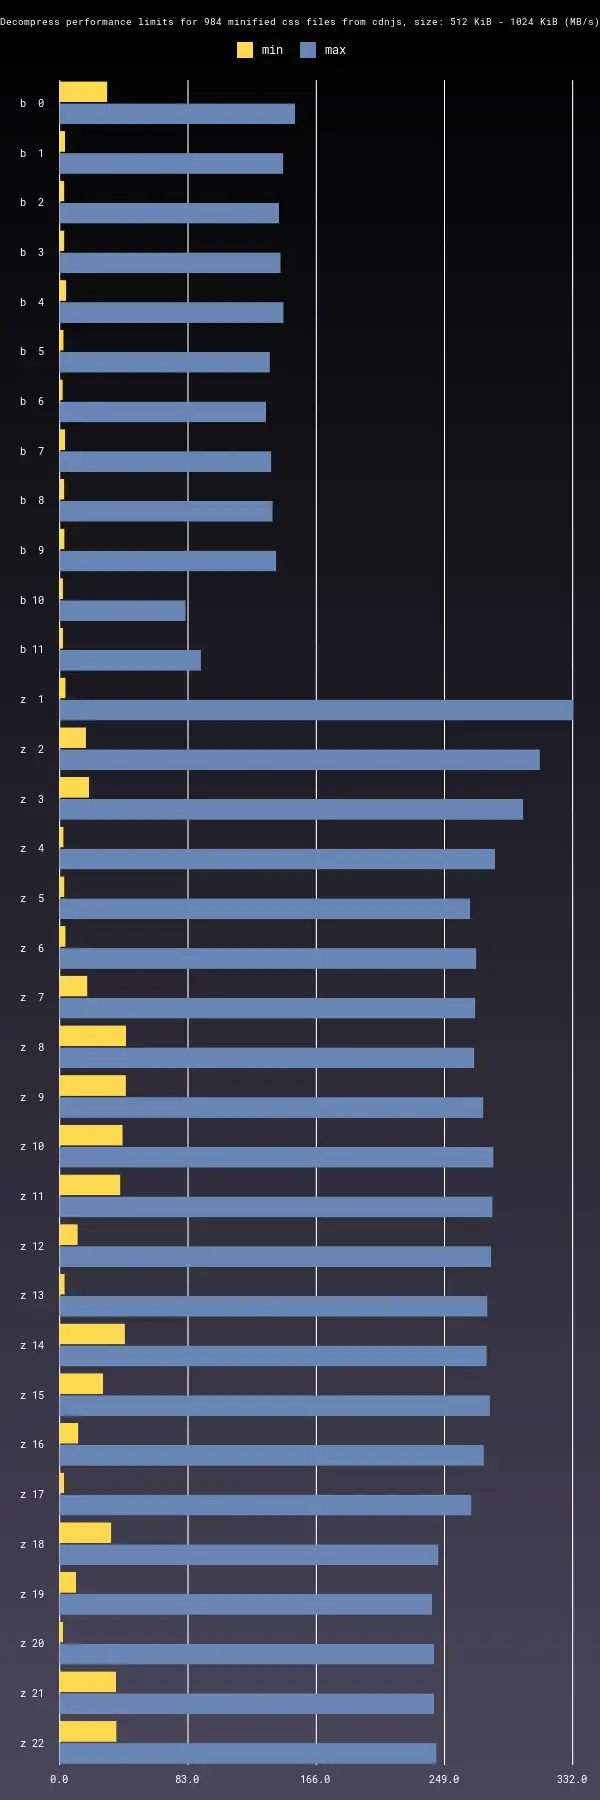 Decompress performance limits for 984 minified css files from cdnjs, size: 512 KiB - 1024 KiB (MB/s)
min max
b 0
b 1
b 2
b 3
b 4
b 5
b 6
b 7
b 8
b 9
b 10
b 11
z 1
z 2
z 3
z 4
z 5
z 6
z 7
z 8
z 9
z 10
z 11
z 12
z 13
z 14
z 15
z 16
z 17
z 18
z 19
z 20
z 21
z 22
0.0 83.0 166.0 249.0 332.0